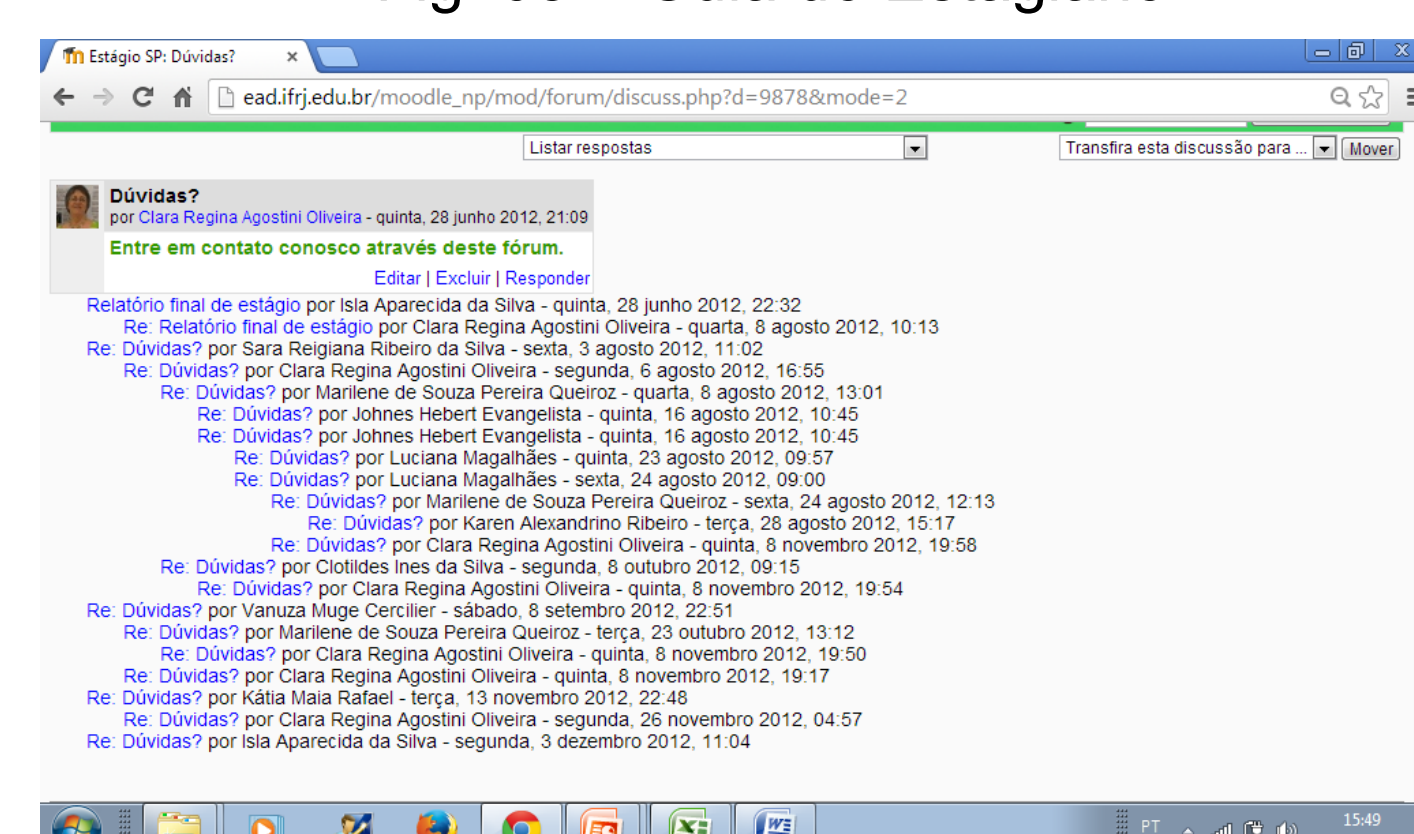 Estágio SP: Dúvidas?
ead.ifrj.edu.br/moodle_np/mod/forum/discuss.php?d=9878&mode=2
Listar respostas
Transfira esta discussão para ... Mover
Dúvidas?
por Clara Regina Agostini Oliveira - quinta, 28 junho 2012, 21:09
Entre em contato conosco através deste fórum.
Editar | Excluir | Responder
Relatório final de estágio por Isla Aparecida da Silva - quinta, 28 junho 2012, 22:32
Re: Relatório final de estágio por Clara Regina Agostini Oliveira - quarta, 8 agosto 2012, 10:13
Re: Dúvidas? por Sara Reigiana Ribeiro da Silva - sexta, 3 agosto 2012, 11:02
Re: Dúvidas? por Clara Regina Agostini Oliveira - segunda, 6 agosto 2012, 16:55
Re: Dúvidas? por Marilene de Souza Pereira Queiroz - quarta, 8 agosto 2012, 13:01
Re: Dúvidas? por Johnes Hebert Evangelista - quinta, 16 agosto 2012, 10:45
Re: Dúvidas? por Johnes Hebert Evangelista - quinta, 16 agosto 2012, 10:45
Re: Dúvidas? por Luciana Magalhães - quinta, 23 agosto 2012, 09:57
Re: Dúvidas? por Luciana Magalhães - sexta, 24 agosto 2012, 09:00
Re: Dúvidas? por Marilene de Souza Pereira Queiroz - sexta, 24 agosto 2012, 12:13
Re: Dúvidas? por Karen Alexandrino Ribeiro - terça, 28 agosto 2012, 15:17
Re: Dúvidas? por Clara Regina Agostini Oliveira - quinta, 8 novembro 2012, 19:58
Re: Dúvidas? por Clotildes Ines da Silva - segunda, 8 outubro 2012, 09:15
Re: Dúvidas? por Clara Regina Agostini Oliveira - quinta, 8 novembro 2012, 19:54
Re: Dúvidas? por Vanuza Muge Cercilier - sábado, 8 setembro 2012, 22:51
Re: Dúvidas? por Marilene de Souza Pereira Queiroz - terça, 23 outubro 2012, 13:12
Re: Dúvidas? por Clara Regina Agostini Oliveira - quinta, 8 novembro 2012, 19:50
Re: Dúvidas? por Clara Regina Agostini Oliveira - quinta, 8 novembro 2012, 19:17
Re: Dúvidas? por Kátia Maia Rafael - terça, 13 novembro 2012, 22:48
Re: Dúvidas? por Clara Regina Agostini Oliveira - segunda, 26 novembro 2012, 04:57
Re: Dúvidas? por Isla Aparecida da Silva - segunda, 3 dezembro 2012, 11:04
PT
15:49